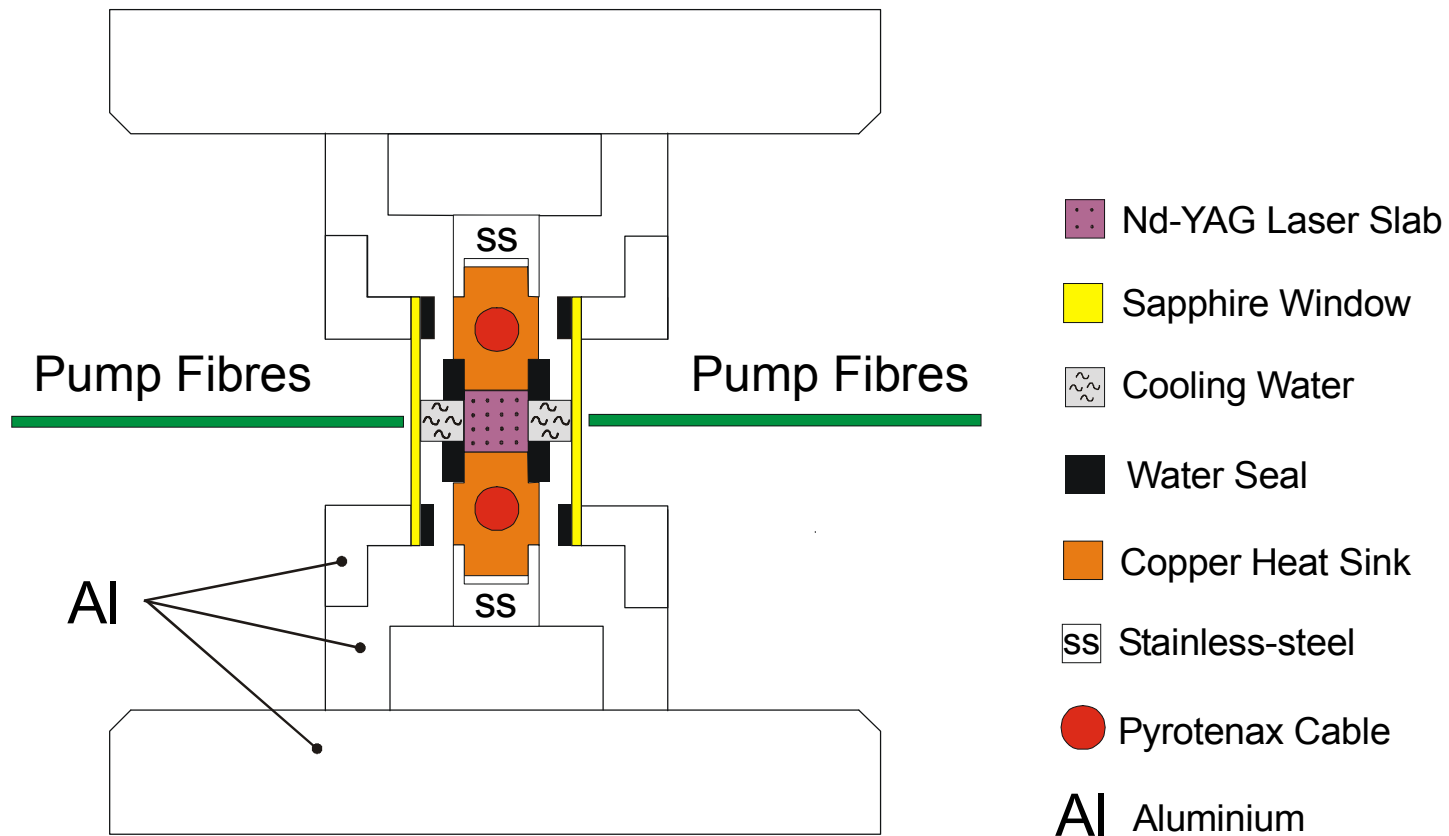 ss
Pump Fibres
Pump Fibres
ss
Al
Nd-YAG Laser Slab
Sapphire Window
Cooling Water
Water Seal
Copper Heat Sink
ss Stainless-steel
Pyrotenax Cable
Al Aluminium